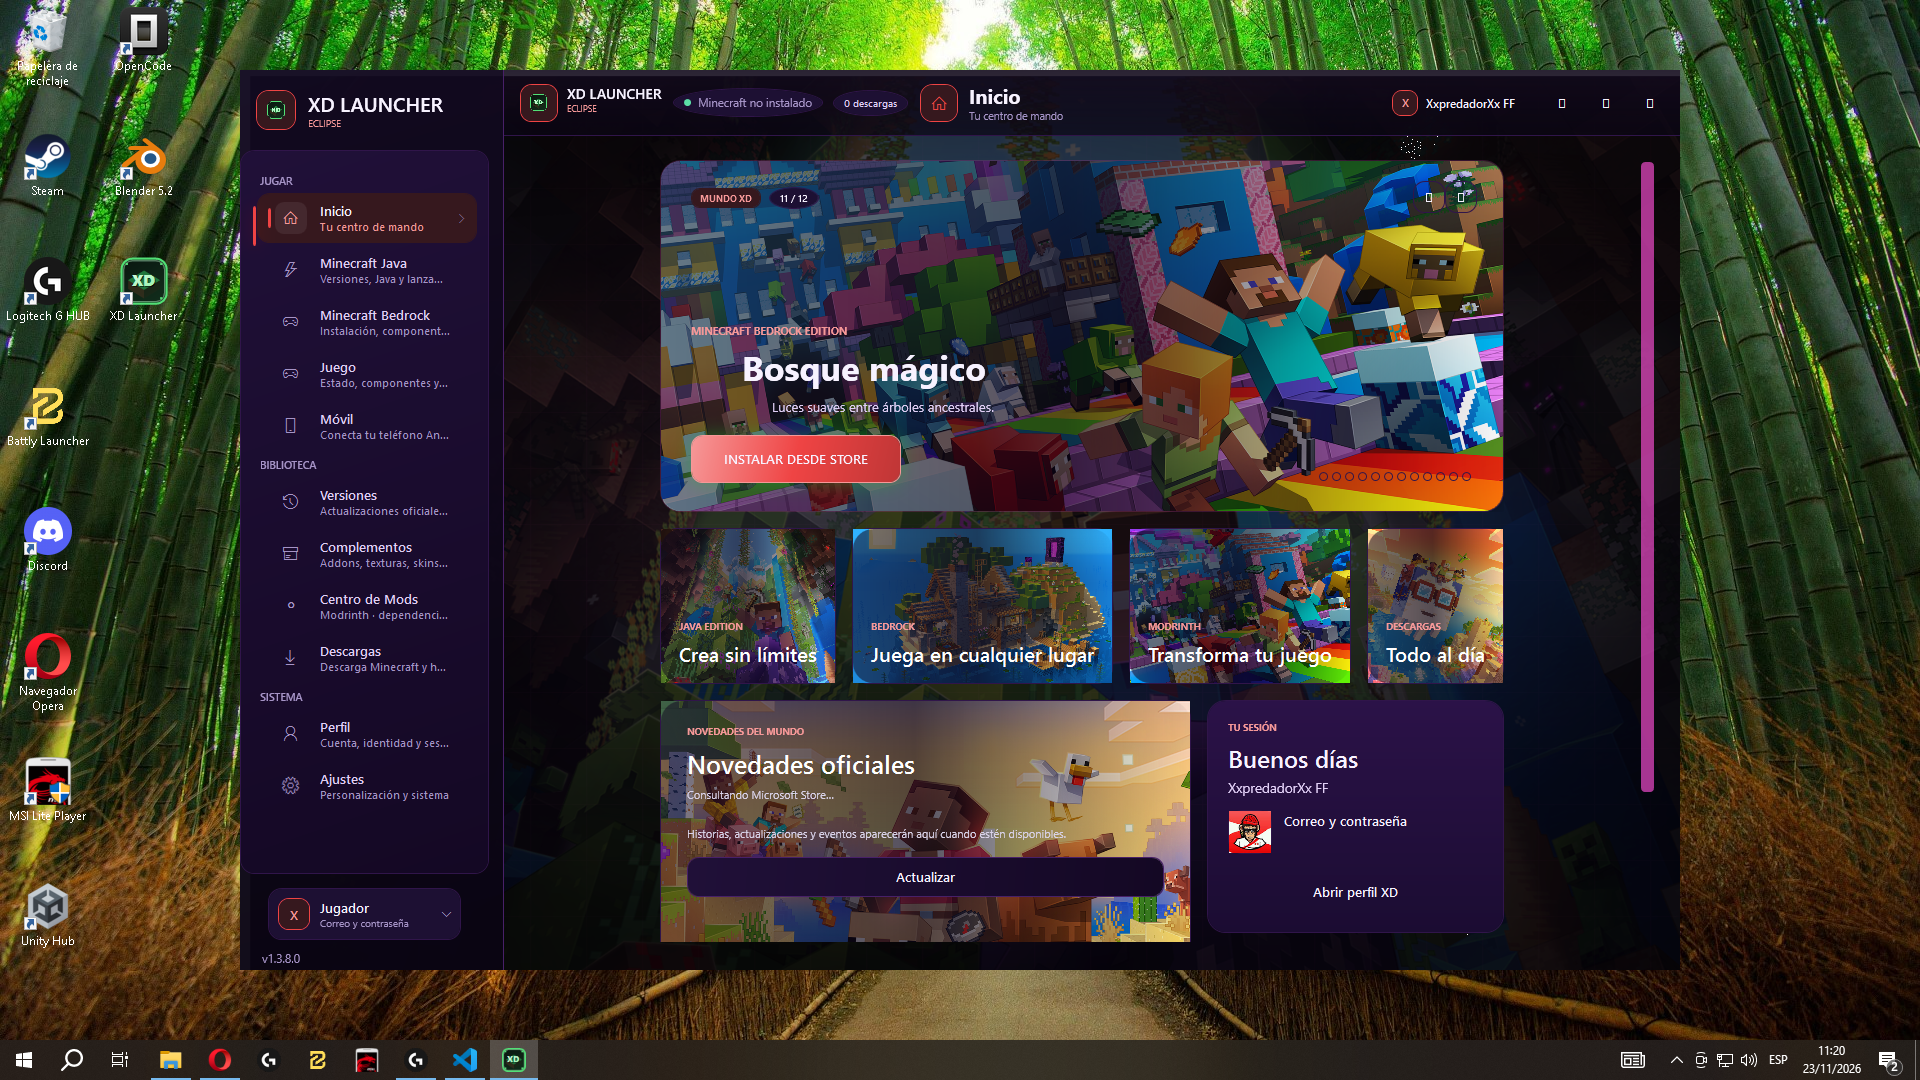 Papelera de
reciclaje
OpenCode
Steam
Blender 5.2
Logitech G HUB
XD
XD Launcher
Battly Launcher
Discord
Navegador
Opera
MSI Lite Player
Unity Hub
XD
XD LAUNCHER
ECLIPSE
JUGAR
Inicio
Tu centro de mando
Minecraft Java
Versiones, Java y lanza...
Minecraft Bedrock
Instalación, component...
Juego
Estado, componentes y...
Móvil
Conecta tu teléfono An...
BIBLIOTECA
Versiones
Actualizaciones oficiale...
Complementos
Addons, texturas, skins...
Centro de Mods
Modrinth · dependenci...
Descargas
Descarga Minecraft y h...
SISTEMA
Perfil
Cuenta, identidad y ses...
Ajustes
Personalización y sistema
X
Jugador
Correo y contraseña
v1.3.8.0
XD
XD LAUNCHER
ECLIPSE
Minecraft no instalado
0 descargas
Inicio
Tu centro de mando
X
XxpredadorXx FF
MUNDO XD
11 / 12
MINECRAFT BEDROCK EDITION
Bosque mágico
Luces suaves entre árboles ancestrales.
INSTALAR DESDE STORE
JAVA EDITION
Crea sin límites
BEDROCK
Juega en cualquier lugar
MODRINTH
Transforma tu juego
DESCARGAS
Todo al día
NOVEDADES DEL MUNDO
Novedades oficiales
Consultando Microsoft Store...
Historias, actualizaciones y eventos aparecerán aquí cuando estén disponibles.
Actualizar
TU SESIÓN
Buenos días
XxpredadorXx FF
Correo y contraseña
Abrir perfil XD
XD
ESP
11:20
23/11/2026
2